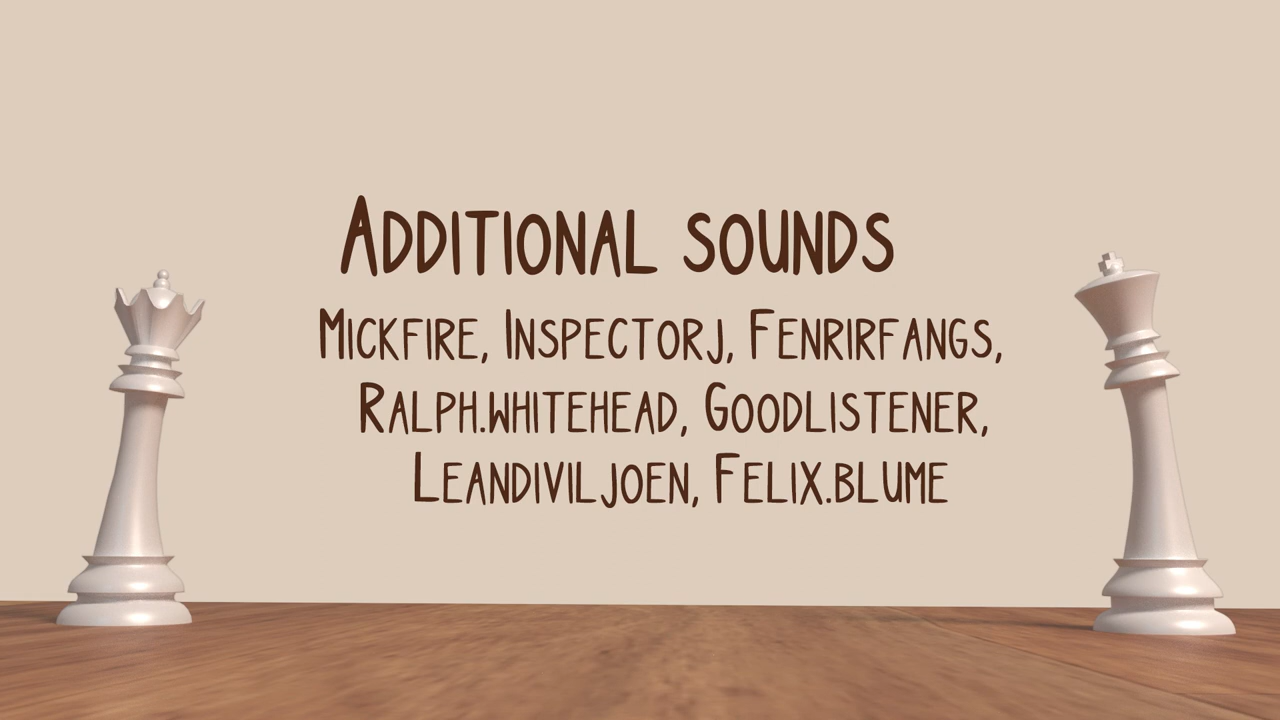 Additional sounds
Mickfire, InspectorJ, Fenrirfangs,
Ralph.whitehead, Goodlistener,
Leandiviljoen, Felix.blume